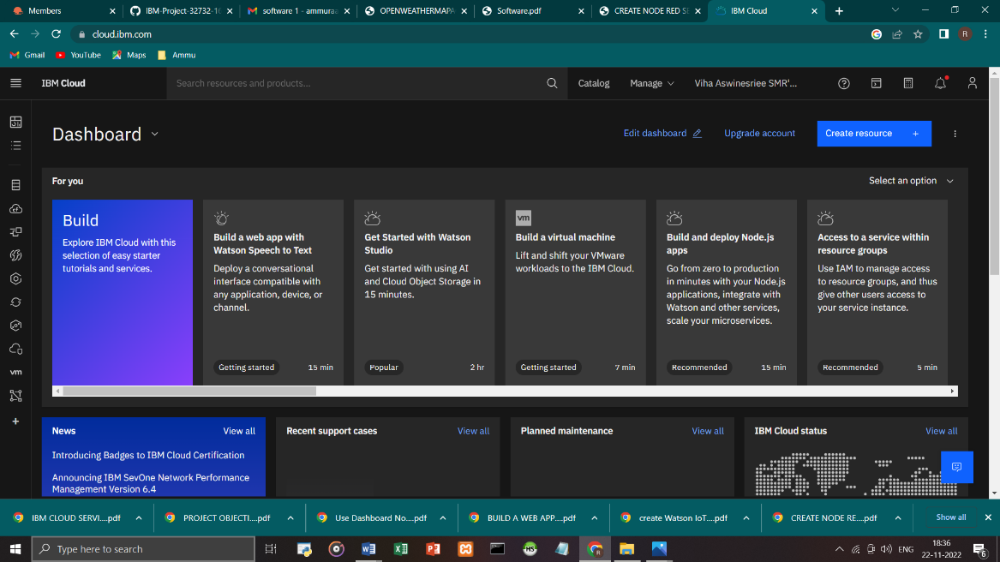 Members
IBM-Project-32732-16
software 1 - ammuraa
OPENWEATHERMAPA
Software.pdf
CREATE NODE RED SE
IBM Cloud
cloud.ibm.com
R
Gmail
YouTube
Maps
Ammu
IBM Cloud
Search resources and products...
Catalog
Manage
Viha Aswinesriee SMR'...
Dashboard
Edit dashboard
Upgrade account
Create resource +
For you
Select an option
Build
Explore IBM Cloud with this
selection of easy starter
tutorials and services.
Build a web app with
Watson Speech to Text
Deploy a conversational
interface compatible with
any application, device, or
channel.
Getting started
15 min
Get Started with Watson
Studio
Get started with using AI
and Cloud Object Storage in
15 minutes.
Popular
2 hr
vm
Build a virtual machine
Lift and shift your VMware
workloads to the IBM Cloud.
Getting started
7 min
Build and deploy Node.js
apps
Go from zero to production
in minutes with your Node.js
applications, integrate with
Watson and other services,
scale your microservices.
Recommended
15 min
Access to a service within
resource groups
Use IAM to manage access
to resource groups, and thus
give other users access to
your service instance.
Recommended
5 min
vm
News
View all
Introducing Badges to IBM Cloud Certification
Announcing IBM SevOne Network Performance
Management Version 6.4
Recent support cases
View all
Planned maintenance
View all
IBM Cloud status
View all
IBM CLOUD SERVI....pdf
PROJECT OBJECTI....pdf
Use Dashboard No....pdf
BUILD A WEB APP....pdf
create Watson IoT....pdf
CREATE NODE RE....pdf
Show all
Type here to search
ENG
18:36
22-11-2022
6